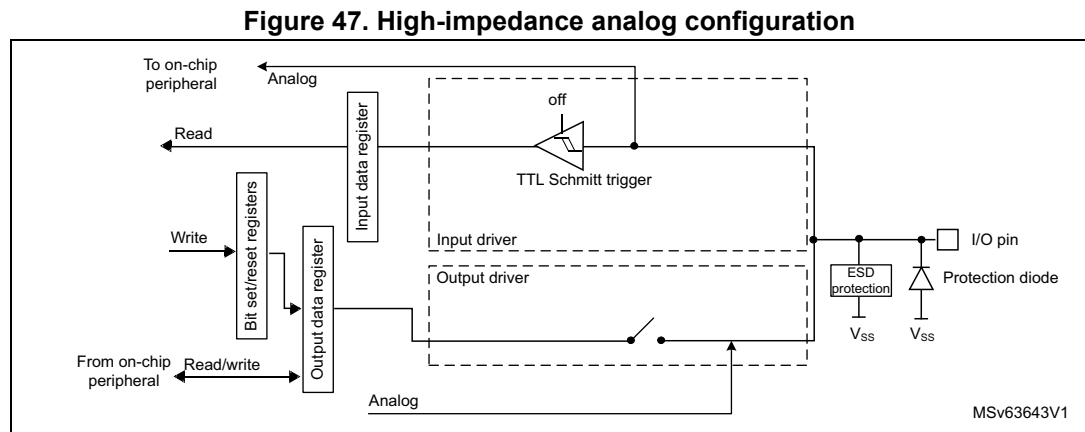 Figure 47. High-impedance analog configuration
To on-chip
peripheral
Analog
off
Read
Input data register
TTL Schmitt trigger
Bit set/reset registers
Write
Output data register
Input driver
I/O pin
Output driver
ESD
protection
Protection diode
VSS
VSS
From on-chip
peripheral
Read/write
Analog
MSv63643V1